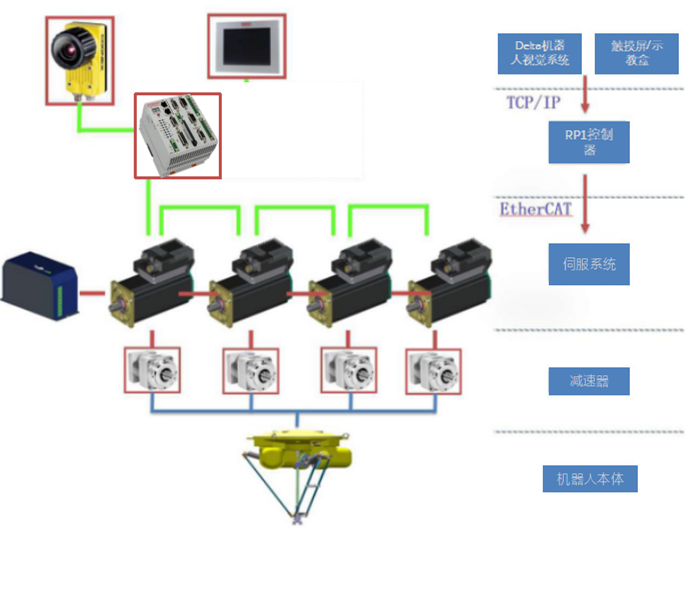 Delta机器
人视觉系统
触摸屏/示
教盒
TCP/IP
RP1控制
器
EtherCAT
伺服系统
减速器
机器人本体